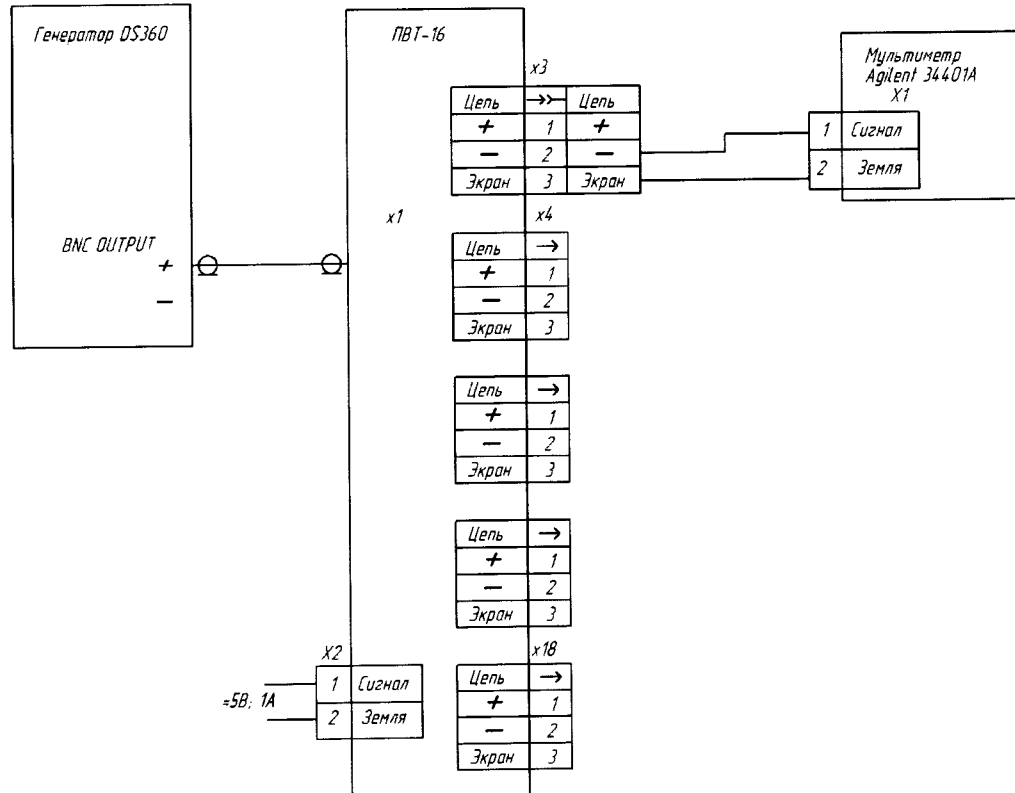 Генератор DS360
BNC OUTPUT
+
−
ПВТ-16
x1
x3
Цепь Цепь
+ 1 +
− 2 −
Экран 3 Экран
Мультиметр
Agilent 34401A
X1
1 Сигнал
2 Земля
x4
Цепь →
+ 1
− 2
Экран 3
Цепь →
+ 1
− 2
Экран 3
Цепь →
+ 1
− 2
Экран 3
X2
=5В; 1А
1 Сигнал
2 Земля
x18
Цепь →
+ 1
− 2
Экран 3